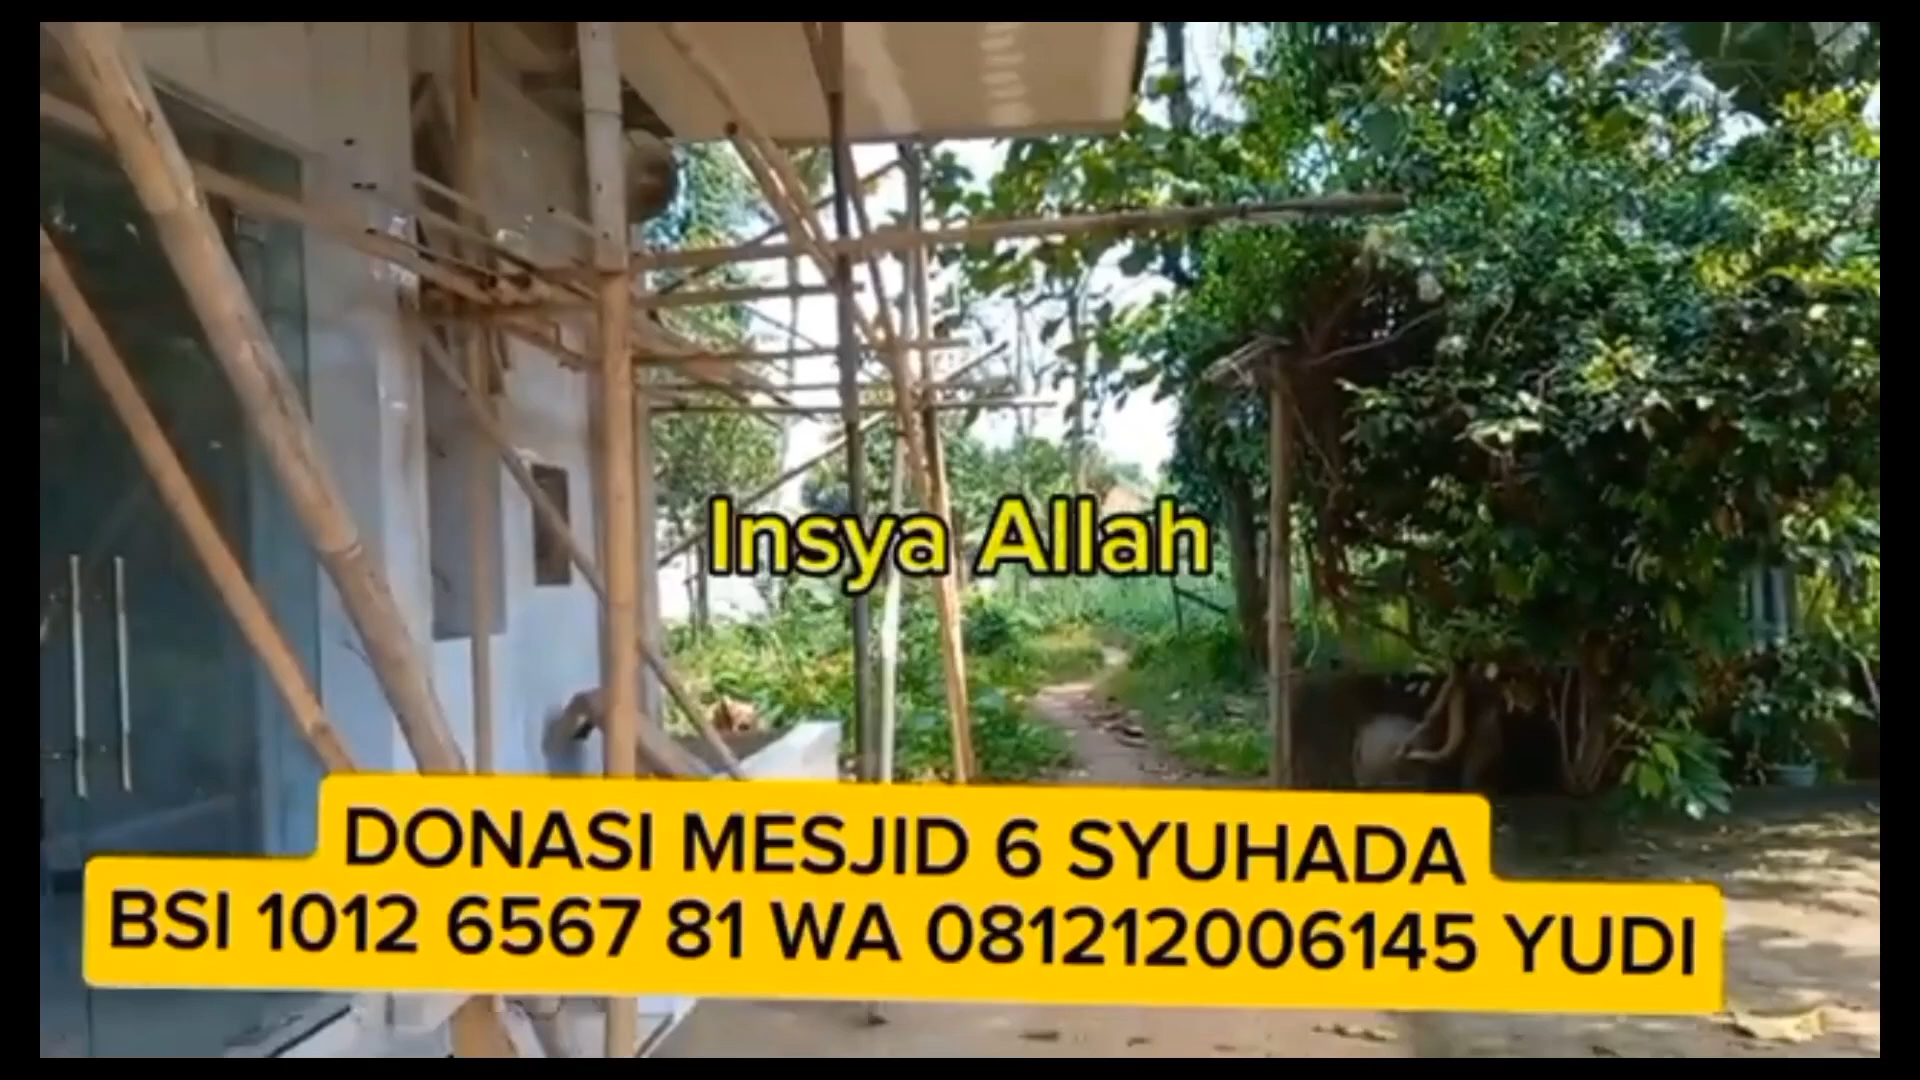 Insya Allah
DONASI MESJID 6 SYUHADA
BSI 1012 6567 81 WA 081212006145 YUDI